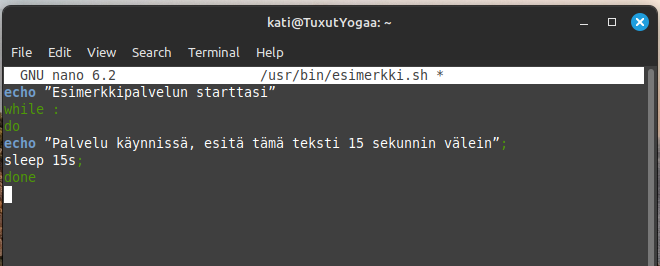 kati@TuxutYogaa: ~
File Edit View Search Terminal Help
GNU nano 6.2 /usr/bin/esimerkki.sh *
echo ”Esimerkkipalvelun starttasi”
while :
do
echo ”Palvelu käynnissä, esitä tämä teksti 15 sekunnin välein”;
sleep 15s;
done